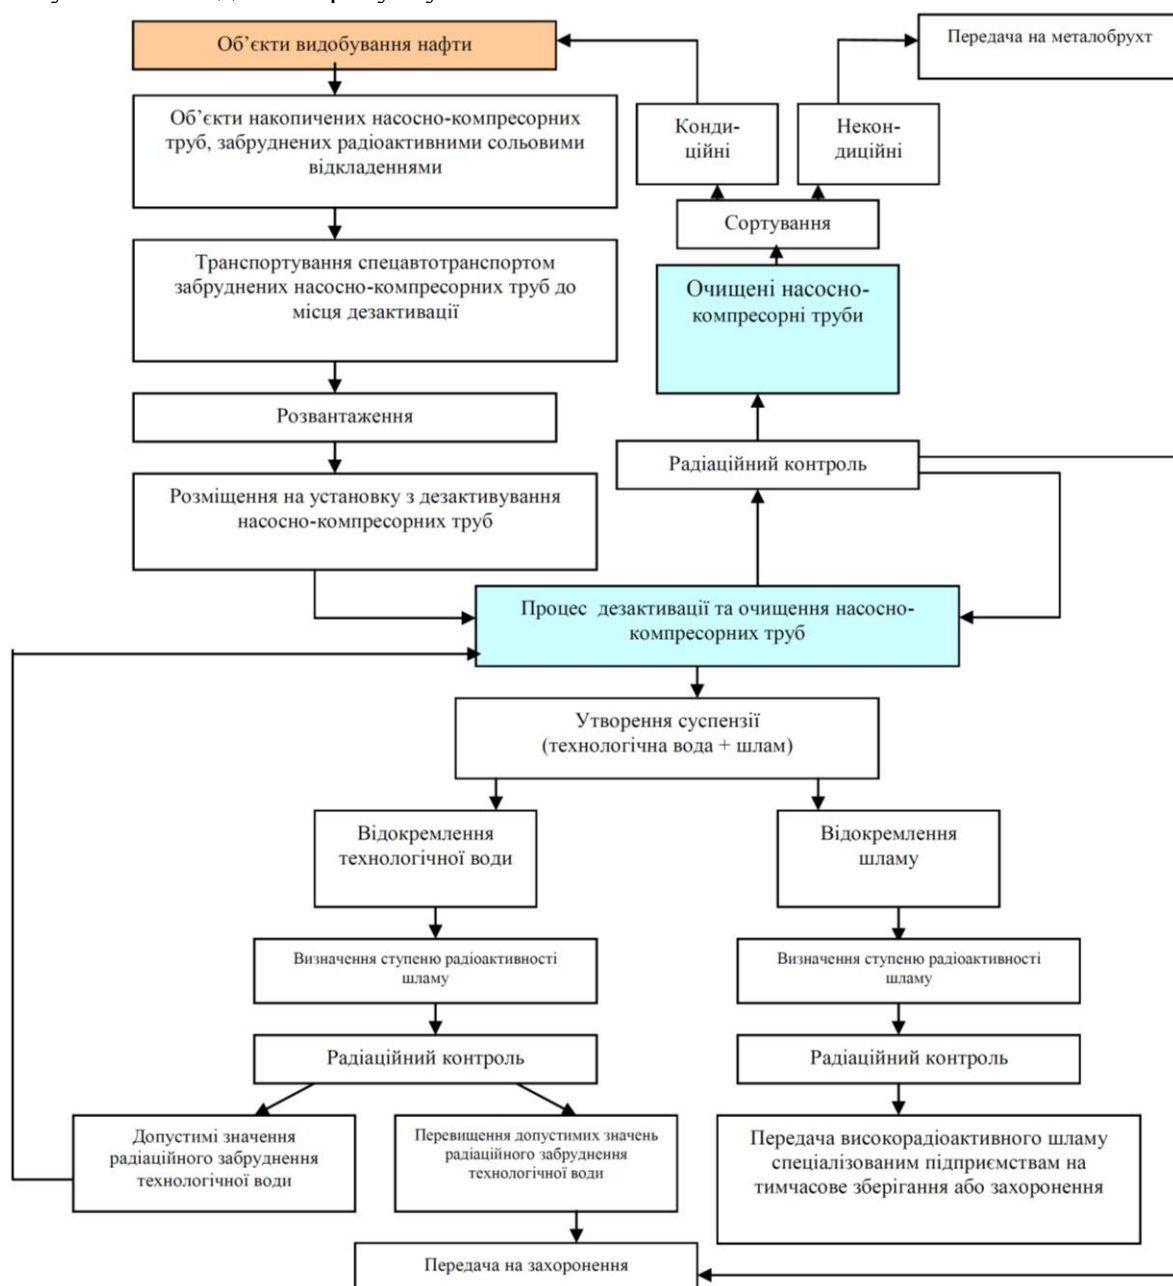 Об’єкти видобування нафти
Передача на металобрухт
Об’єкти накопичених насосно-компресорних
труб, забруднених радіоактивними сольовими
відкладеннями
Конди-
ційні
Некон-
диційні
Сортування
Транспортування спецавтотранспортом
забруднених насосно-компресорних труб до
місця дезактивації
Очищені насосно-
компресорні труби
Розвантаження
Радіаційний контроль
Розміщення на установку з дезактивування
насосно-компресорних труб
Процес дезактивації та очищення насосно-
компресорних труб
Утворення суспензії
(технологічна вода + шлам)
Відокремлення
технологічної води
Відокремлення
шламу
Визначення ступеню радіоактивності
шламу
Визначення ступеню радіоактивності
шламу
Радіаційний контроль
Радіаційний контроль
Допустимі значення
радіаційного забруднення
технологічної води
Перевищення допустимих значень
радіаційного забруднення
технологічної води
Передача високорадіоактивного шламу
спеціалізованим підприємствам на
тимчасове зберігання або захоронення
Передача на захоронення